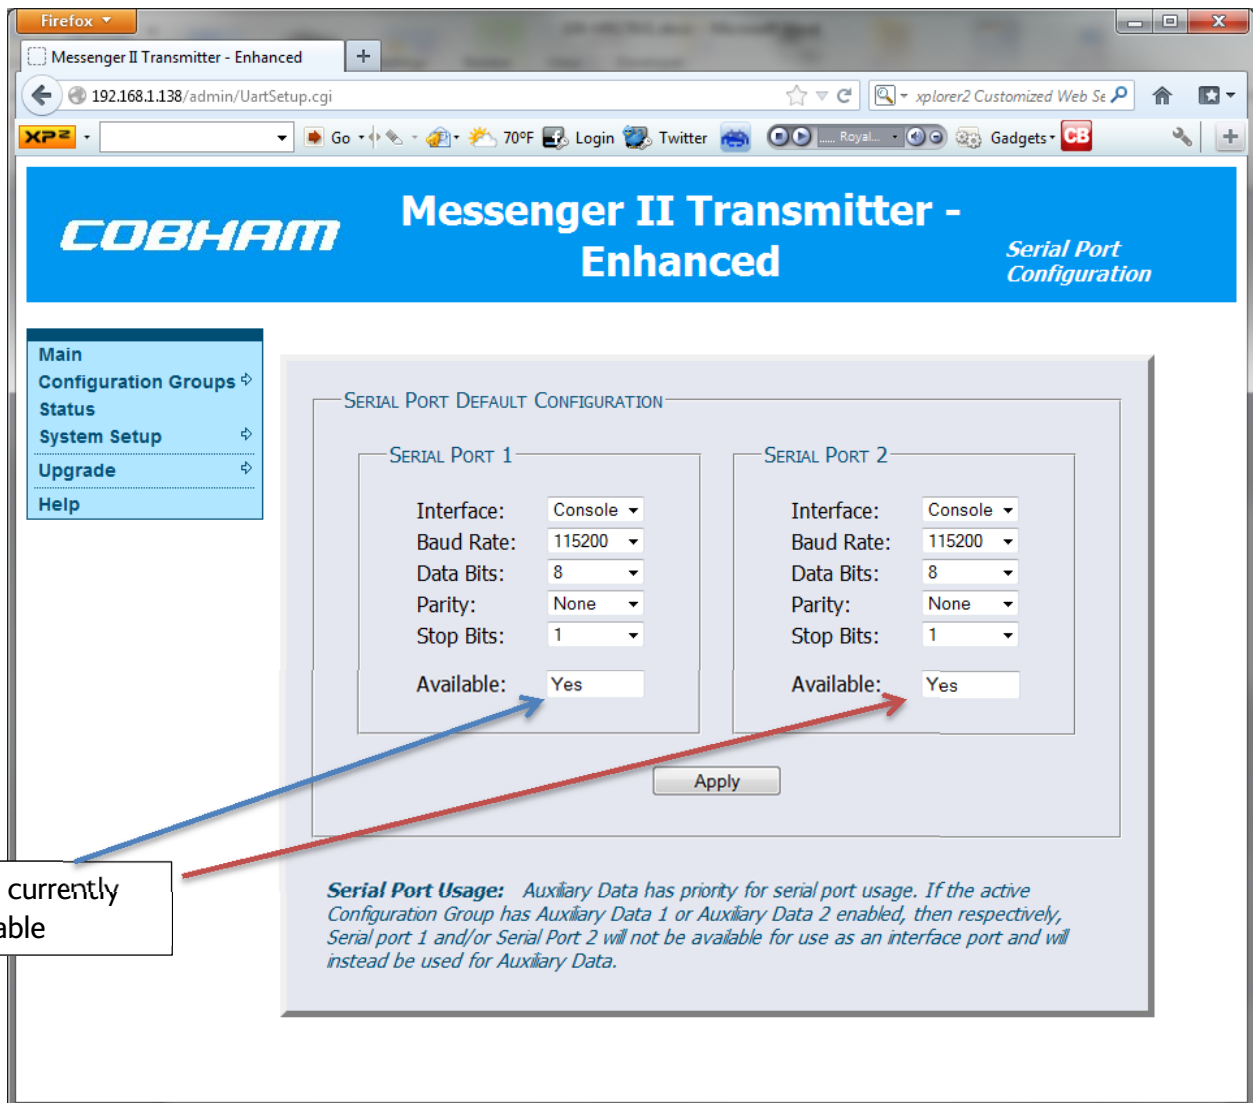 Firefox
Messenger II Transmitter - Enhanced
192.168.1.138/admin/UartSetup.cgi
xplorer2 Customized Web Se
XP2
Go
70°F
Login
Twitter
..... Royal...
Gadgets
CB
COBHAM
Messenger II Transmitter -
Enhanced
Serial Port
Configuration
Main
Configuration Groups
Status
System Setup
Upgrade
Help
SERIAL PORT DEFAULT CONFIGURATION
SERIAL PORT 1
Interface: Console
Baud Rate: 115200
Data Bits: 8
Parity: None
Stop Bits: 1
Available: Yes
SERIAL PORT 2
Interface: Console
Baud Rate: 115200
Data Bits: 8
Parity: None
Stop Bits: 1
Available: Yes
Apply
currently
able
Serial Port Usage: Auxiliary Data has priority for serial port usage. If the active
Configuration Group has Auxiliary Data 1 or Auxiliary Data 2 enabled, then respectively,
Serial port 1 and/or Serial Port 2 will not be available for use as an interface port and will
instead be used for Auxiliary Data.